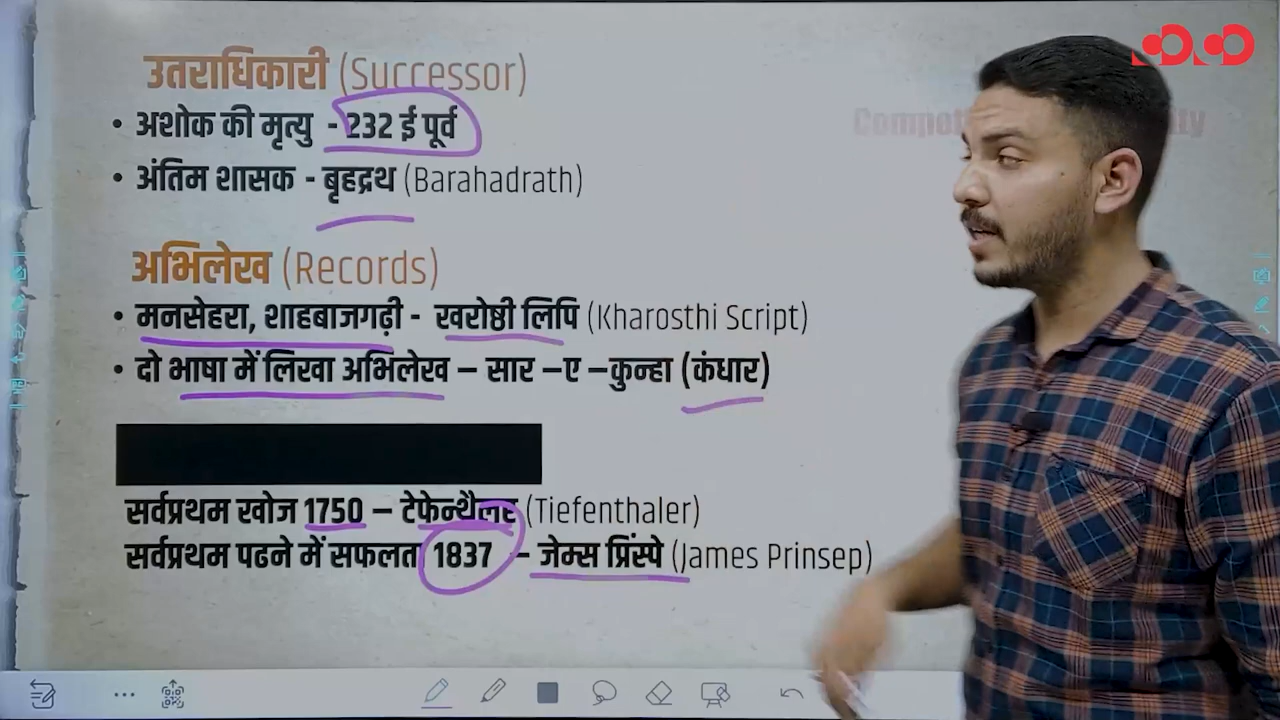 उतराधिकारी (Successor)
• अशोक की मृत्यु - 232 ई पूर्व
• अंतिम शासक - बृहद्रथ (Barahadrath)
अभिलेख (Records)
• मनसेहरा, शाहबाजगढ़ी - खरोष्ठी लिपि (Kharosthi Script)
• दो भाषा में लिखा अभिलेख – सार –ए –कुन्हा (कंधार)
सर्वप्रथम खोज 1750 – टेफेन्थैलर (Tiefenthaler)
सर्वप्रथम पढने में सफलता 1837 – जेम्स प्रिंस्पे (James Prinsep)